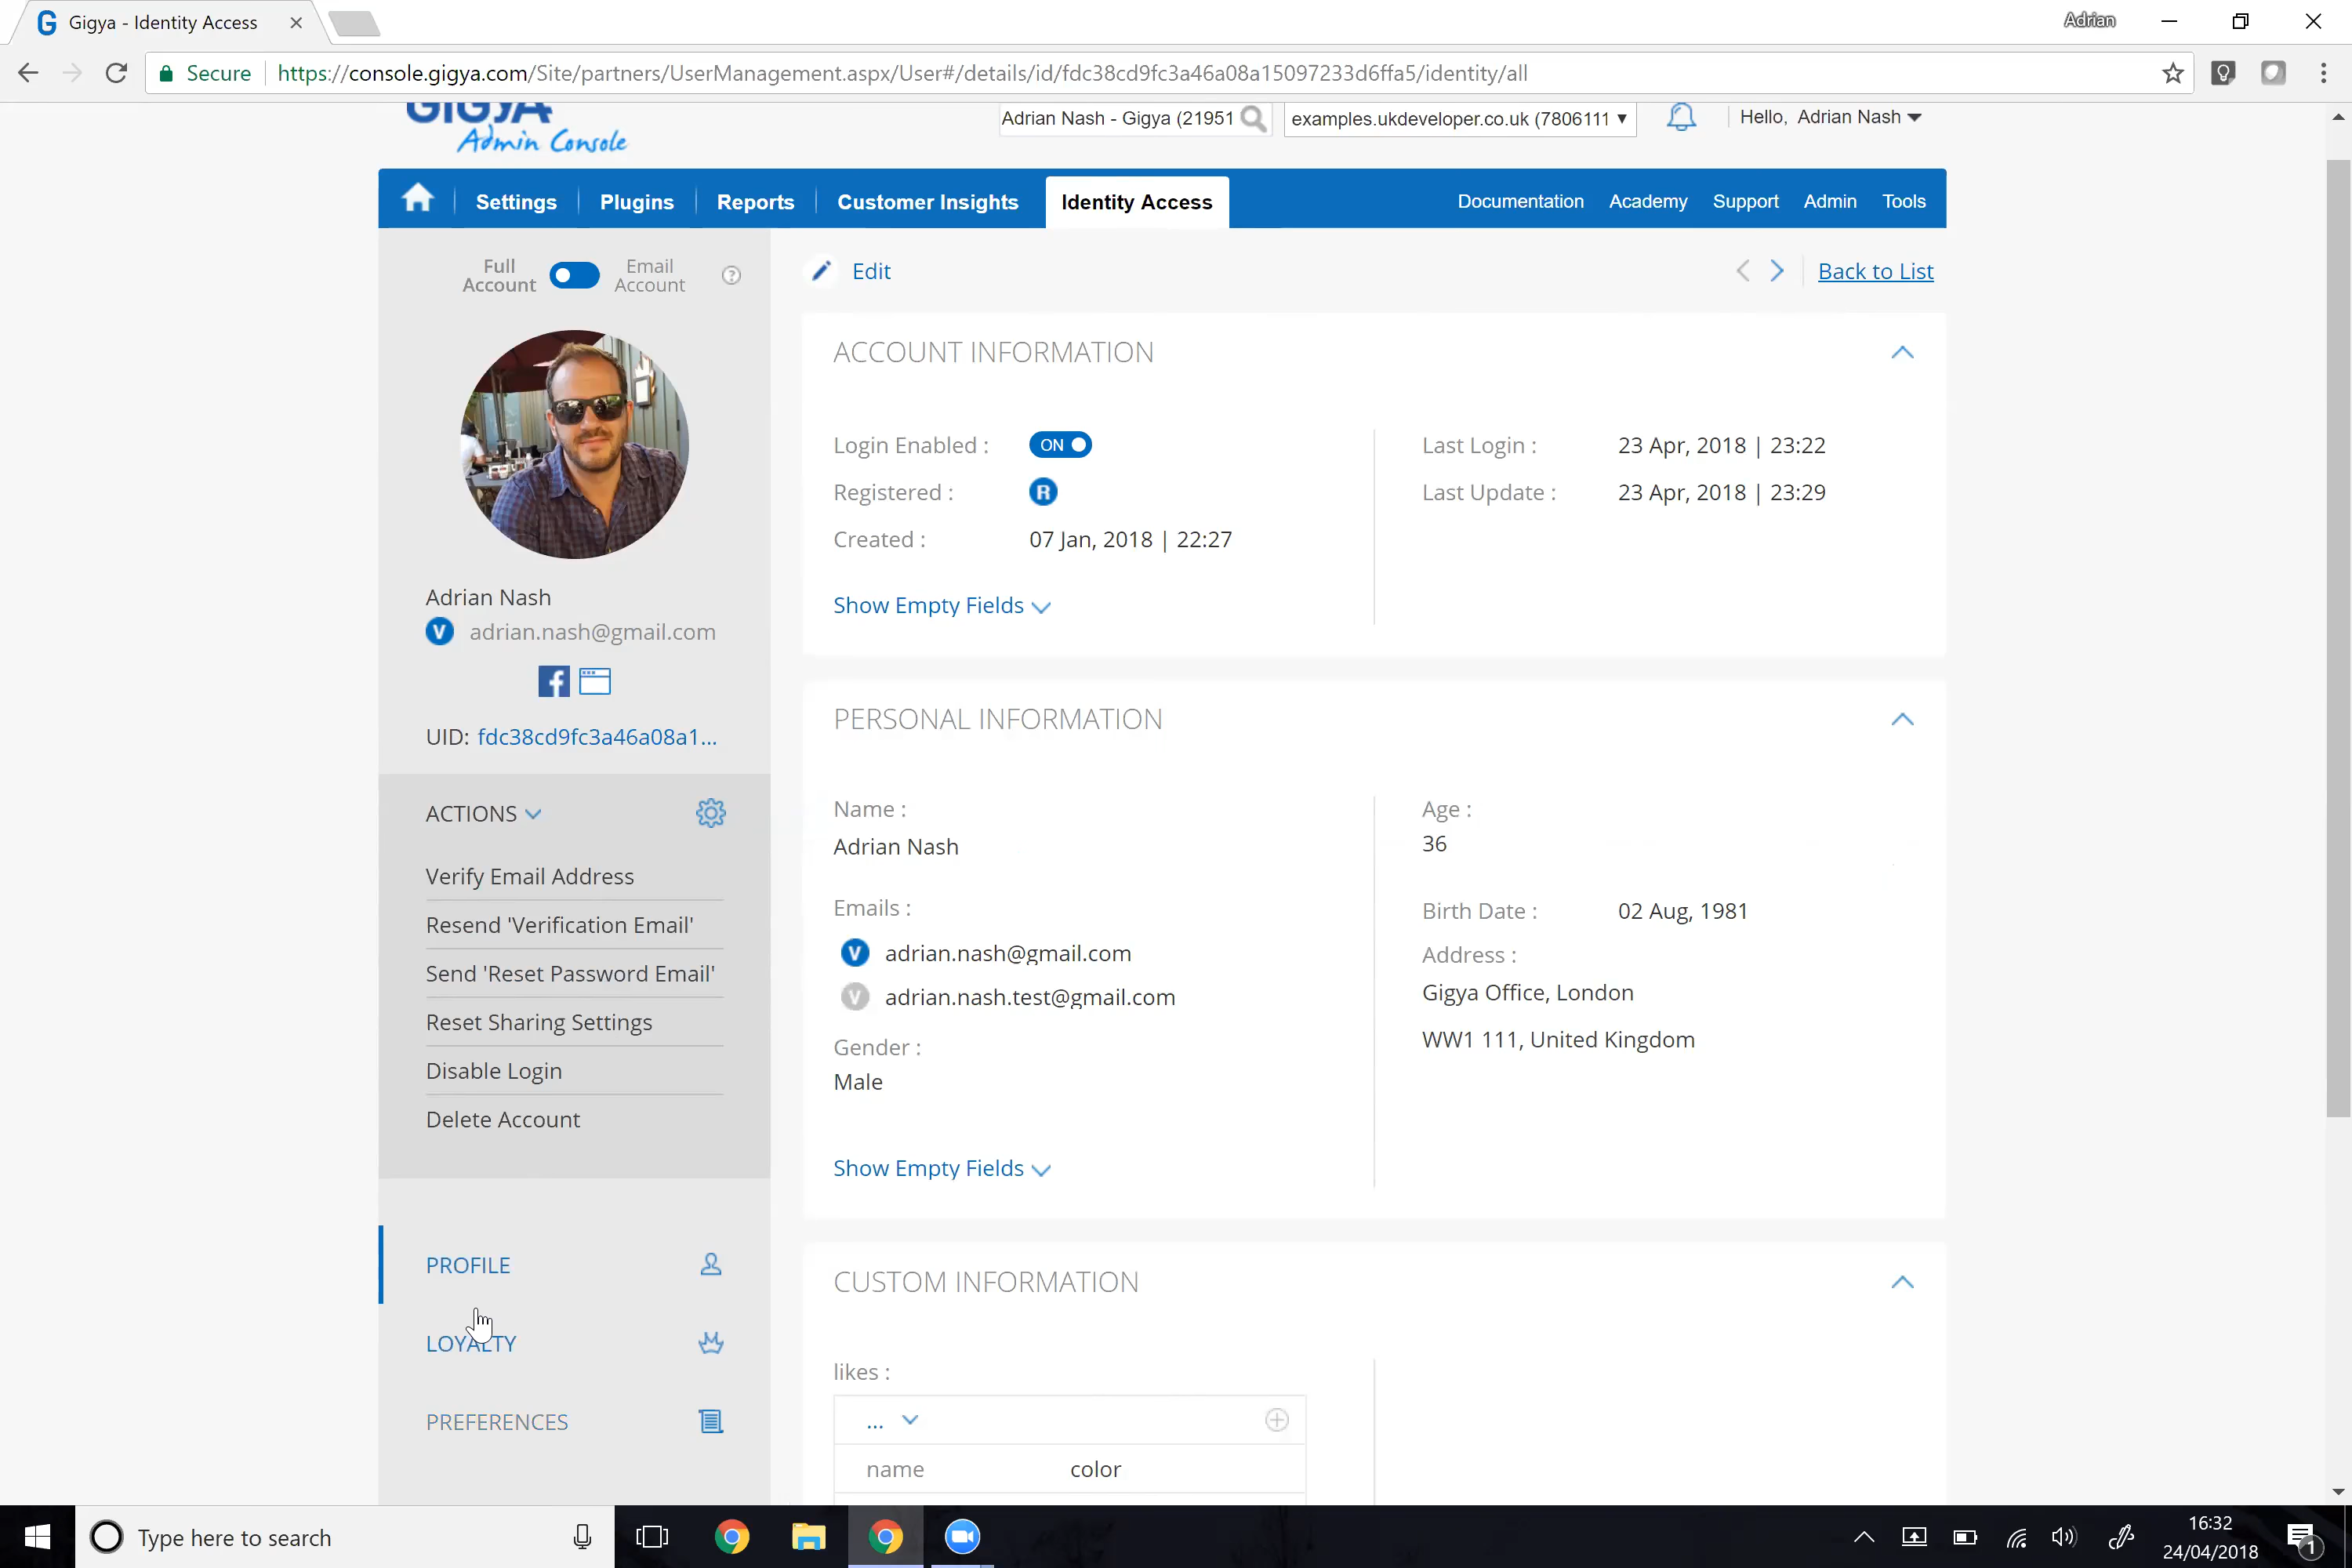 Gigya - Identity Access
Adrian
Secure
https://console.gigya.com/Site/partners/UserManagement.aspx/User#/details/id/fdc38cd9fc3a46a08a15097233d6ffa5/identity/all
GIGYA
Admin Console
Adrian Nash - Gigya (21951
examples.ukdeveloper.co.uk (7806111
Hello, Adrian Nash
Settings
Plugins
Reports
Customer Insights
Identity Access
Documentation
Academy
Support
Admin
Tools
Full Account
Email Account
?
Edit
Back to List
ACCOUNT INFORMATION
Login Enabled :
ON
Last Login :
23 Apr, 2018 | 23:22
Registered :
R
Last Update :
23 Apr, 2018 | 23:29
Created :
07 Jan, 2018 | 22:27
Show Empty Fields
Adrian Nash
V adrian.nash@gmail.com
UID: fdc38cd9fc3a46a08a1...
ACTIONS
Verify Email Address
Resend 'Verification Email'
Send 'Reset Password Email'
Reset Sharing Settings
Disable Login
Delete Account
PROFILE
LOYALTY
PREFERENCES
PERSONAL INFORMATION
Name :
Adrian Nash
Emails :
V adrian.nash@gmail.com
V adrian.nash.test@gmail.com
Gender :
Male
Age :
36
Birth Date :
02 Aug, 1981
Address :
Gigya Office, London
WW1 111, United Kingdom
Show Empty Fields
CUSTOM INFORMATION
likes :
...
name
color
Type here to search
16:32
24/04/2018
1